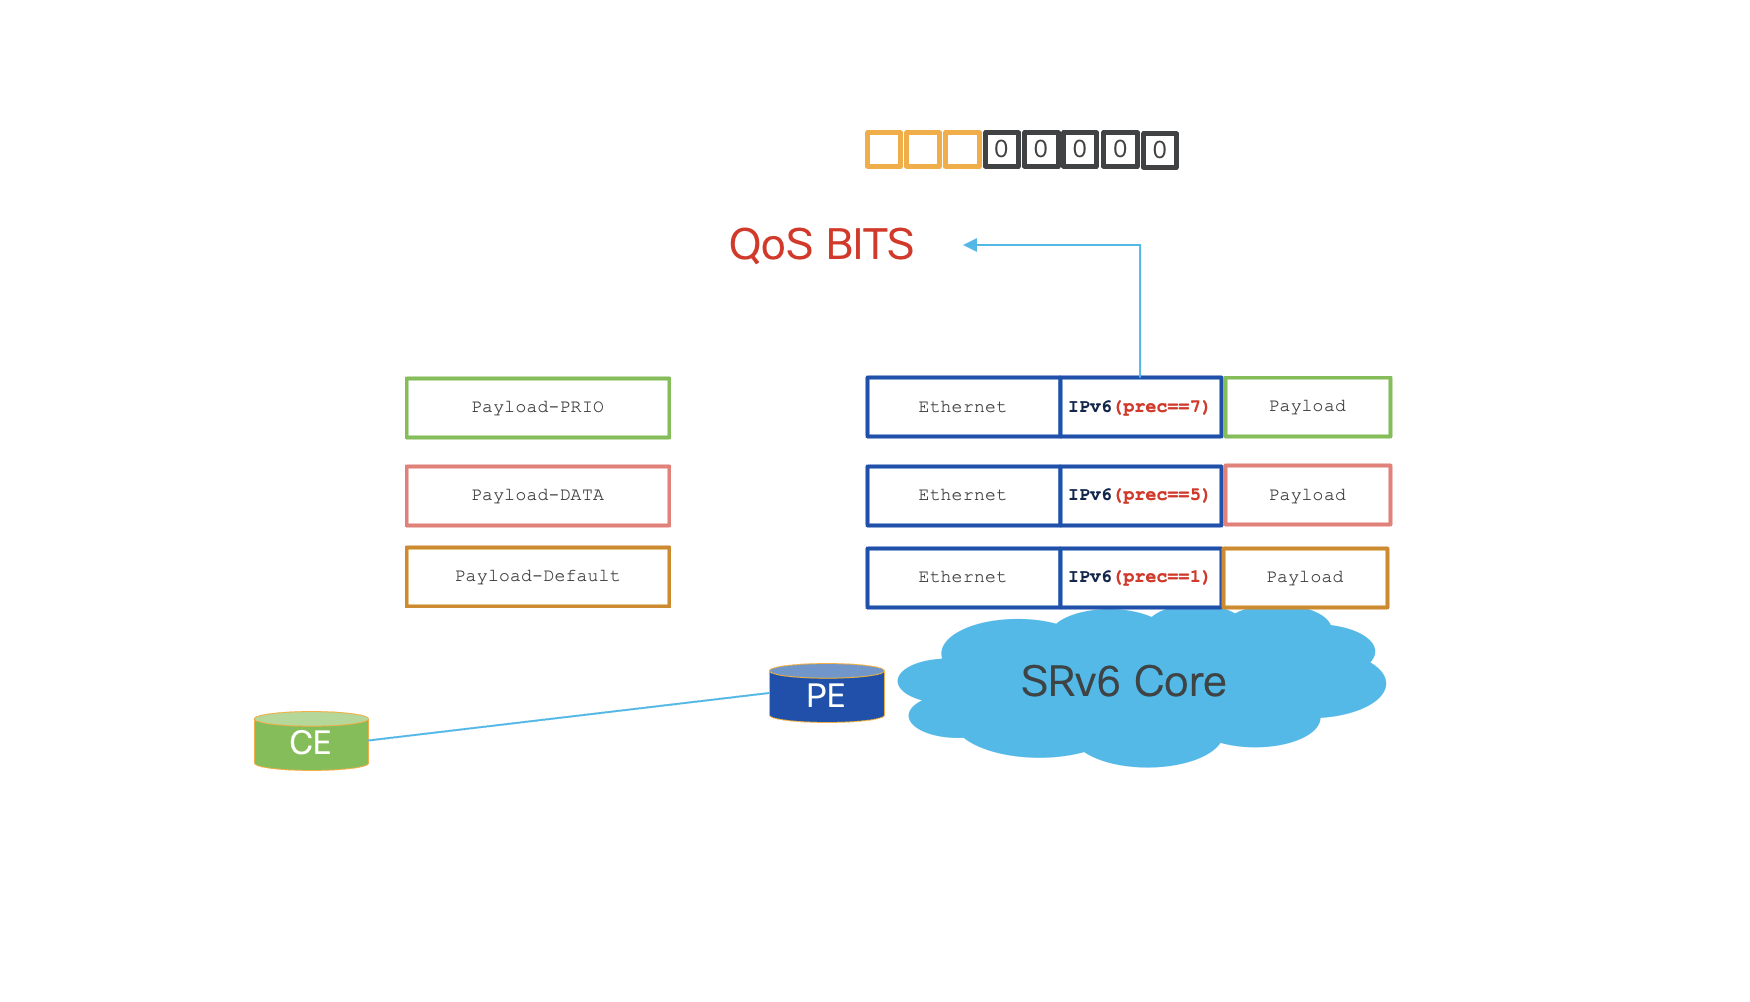 0 0 0 0 0
QoS BITS
Payload-PRIO
Ethernet IPv6(prec==7) Payload
Payload-DATA
Ethernet IPv6(prec==5) Payload
Payload-Default
Ethernet IPv6(prec==1) Payload
SRv6 Core
PE
CE